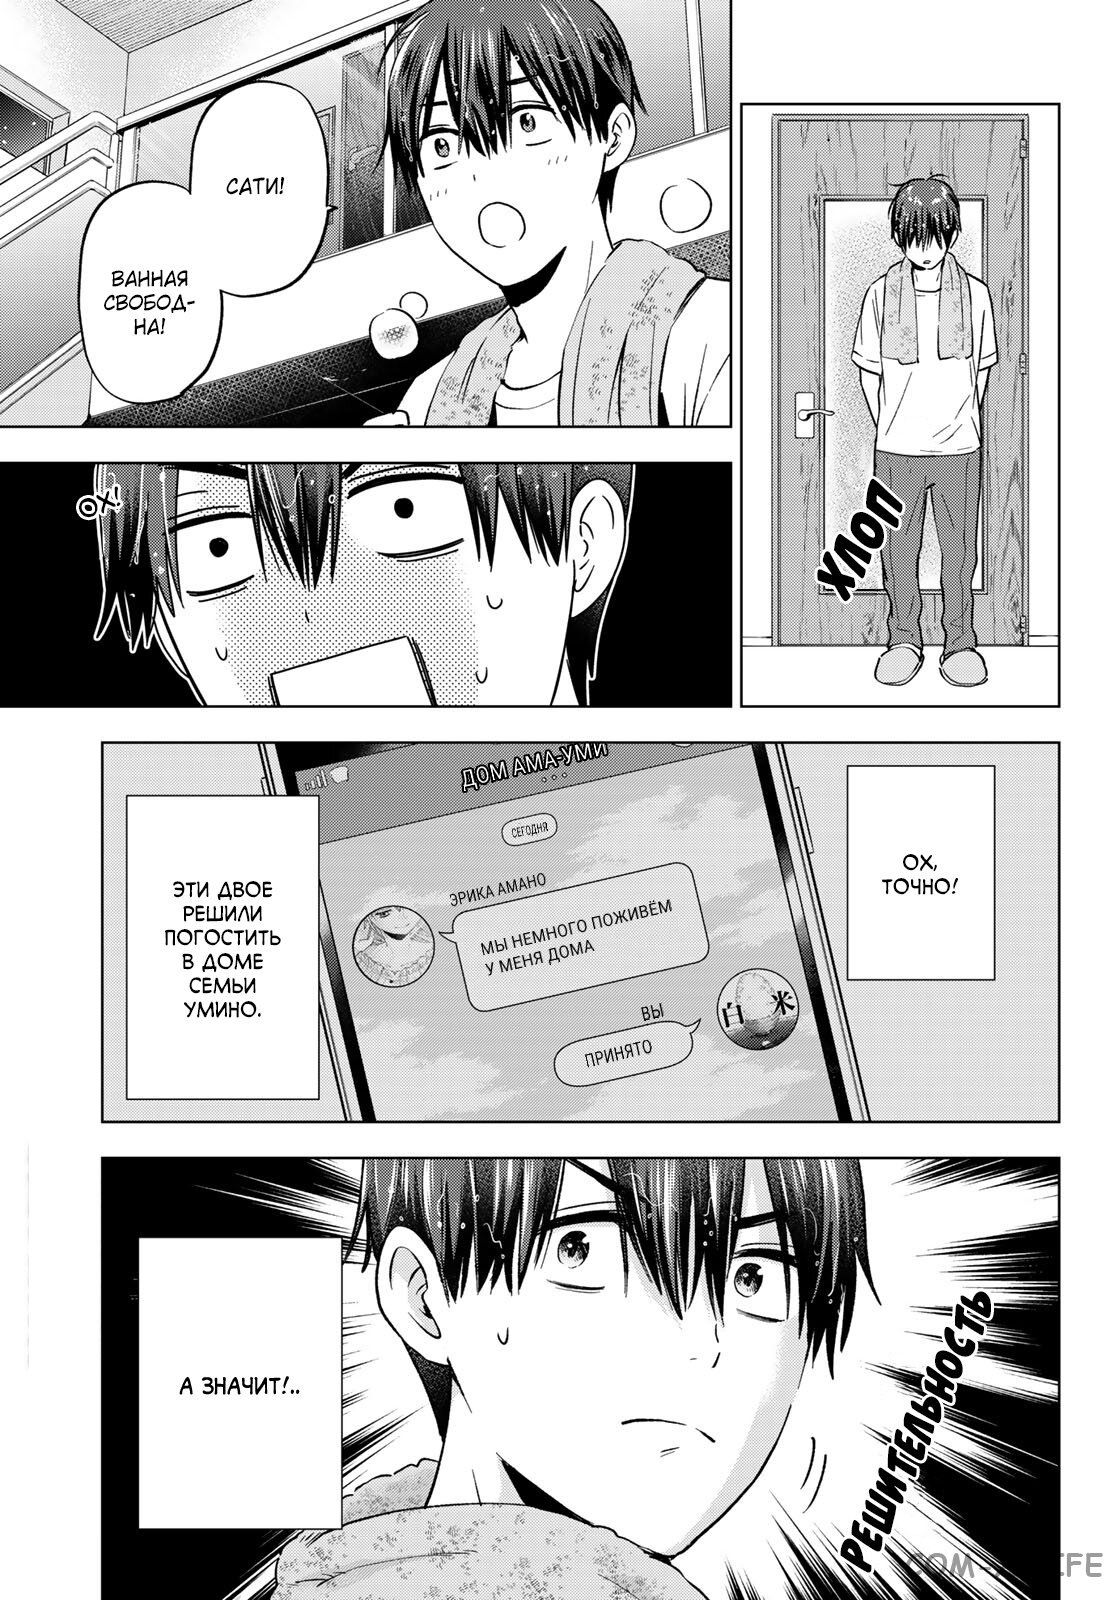 САТИ!
ВАННАЯ
СВОБОД-
НА!
ХЛОП
ОХ!
ДОМ АМА-УМИ
СЕГОДНЯ
ЭРИКА АМАНО
МЫ НЕМНОГО ПОЖИВЁМ
У МЕНЯ ДОМА
ВЫ
白米
ПРИНЯТО
ОХ,
ТОЧНО!
ЭТИ ДВОЕ
РЕШИЛИ
ПОГОСТИТЬ
В ДОМЕ
СЕМЬИ
УМИНО.
А ЗНАЧИТ!..
РЕШИТЕЛЬНОСТЬ